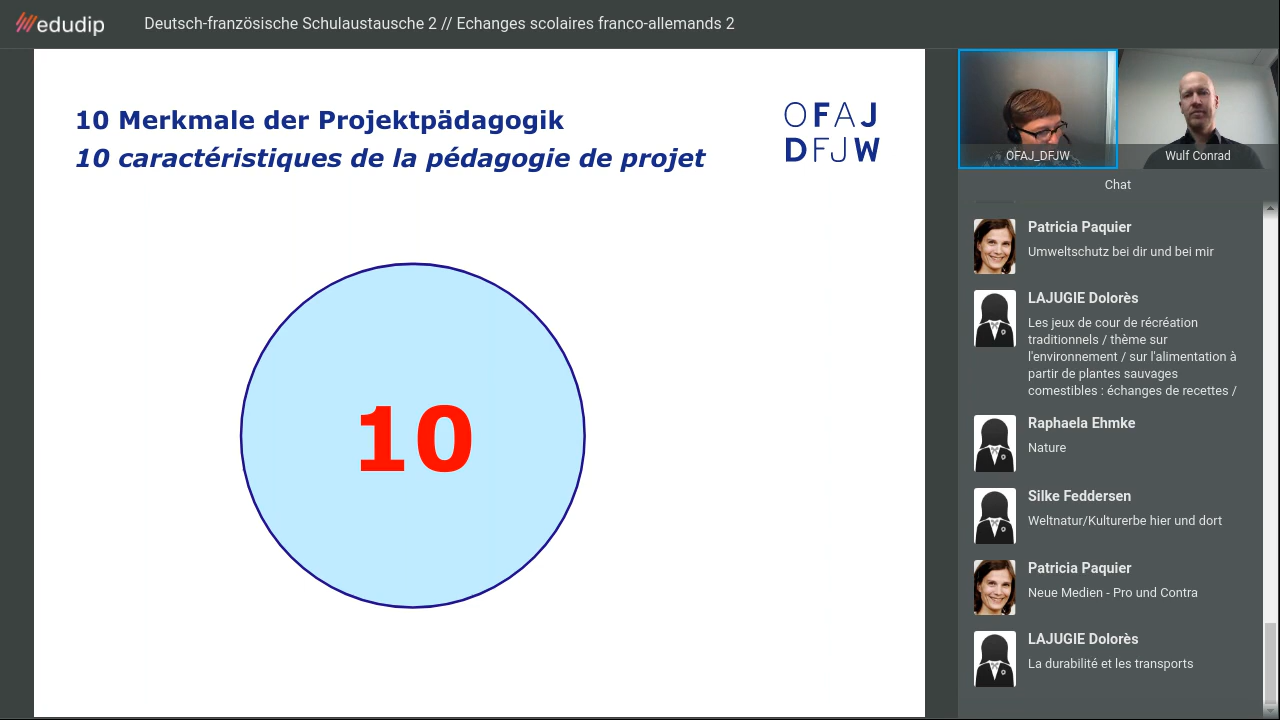 edudip
Deutsch-französische Schulaustausche 2 // Echanges scolaires franco-allemands 2
10 Merkmale der Projektpädagogik
10 caractéristiques de la pédagogie de projet
OFAJ
DFJW
10
OFAJ_DFJW
Wulf Conrad
Chat
Patricia Paquier
Umweltschutz bei dir und bei mir
LAJUGIE Dolorès
Les jeux de cour de récréation
traditionnels / thème sur
l'environnement / sur l'alimentation à
partir de plantes sauvages
comestibles : échanges de recettes /
Raphaela Ehmke
Nature
Silke Feddersen
Weltnatur/Kulturerbe hier und dort
Patricia Paquier
Neue Medien - Pro und Contra
LAJUGIE Dolorès
La durabilité et les transports